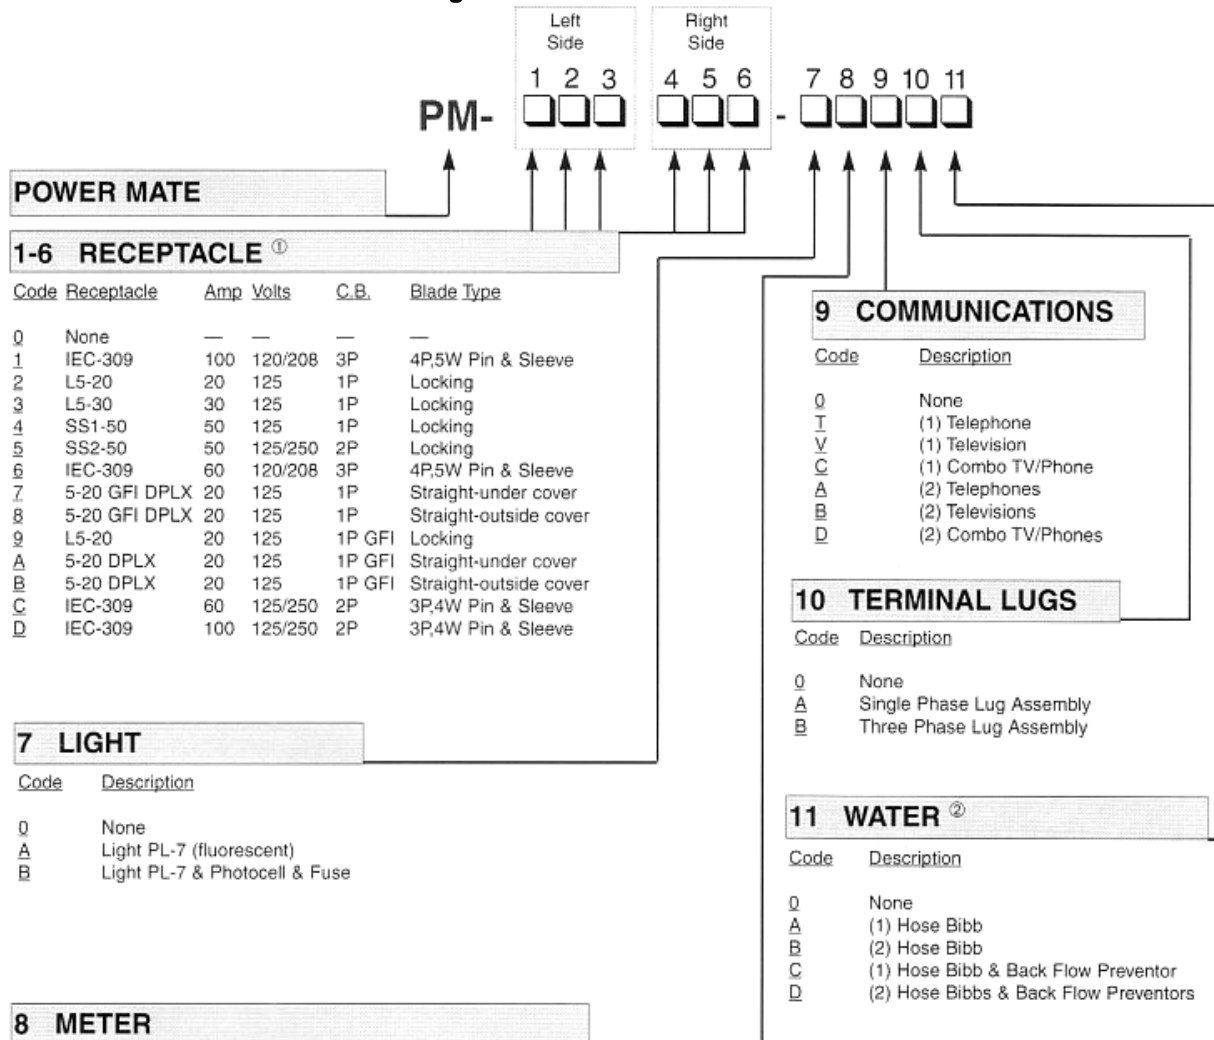 Left Right
Side Side
1 2 3 4 5 6 7 8 9 10 11
PM- - 
POWER MATE
1-6 RECEPTACLE ①
Code Receptacle Amp Volts C.B. Blade Type
0 None — — — —
1 IEC-309 100 120/208 3P 4P,5W Pin & Sleeve
2 L5-20 20 125 1P Locking
3 L5-30 30 125 1P Locking
4 SS1-50 50 125 1P Locking
5 SS2-50 50 125/250 2P Locking
6 IEC-309 60 120/208 3P 4P,5W Pin & Sleeve
7 5-20 GFI DPLX 20 125 1P Straight-under cover
8 5-20 GFI DPLX 20 125 1P Straight-outside cover
9 L5-20 20 125 1P GFI Locking
A 5-20 DPLX 20 125 1P GFI Straight-under cover
B 5-20 DPLX 20 125 1P GFI Straight-outside cover
C IEC-309 60 125/250 2P 3P,4W Pin & Sleeve
D IEC-309 100 125/250 2P 3P,4W Pin & Sleeve
7 LIGHT
Code Description
0 None
A Light PL-7 (fluorescent)
B Light PL-7 & Photocell & Fuse
8 METER
9 COMMUNICATIONS
Code Description
0 None
T (1) Telephone
V (1) Television
C (1) Combo TV/Phone
A (2) Telephones
B (2) Televisions
D (2) Combo TV/Phones
10 TERMINAL LUGS
Code Description
0 None
A Single Phase Lug Assembly
B Three Phase Lug Assembly
11 WATER ②
Code Description
0 None
A (1) Hose Bibb
B (2) Hose Bibb
C (1) Hose Bibb & Back Flow Preventor
D (2) Hose Bibbs & Back Flow Preventors